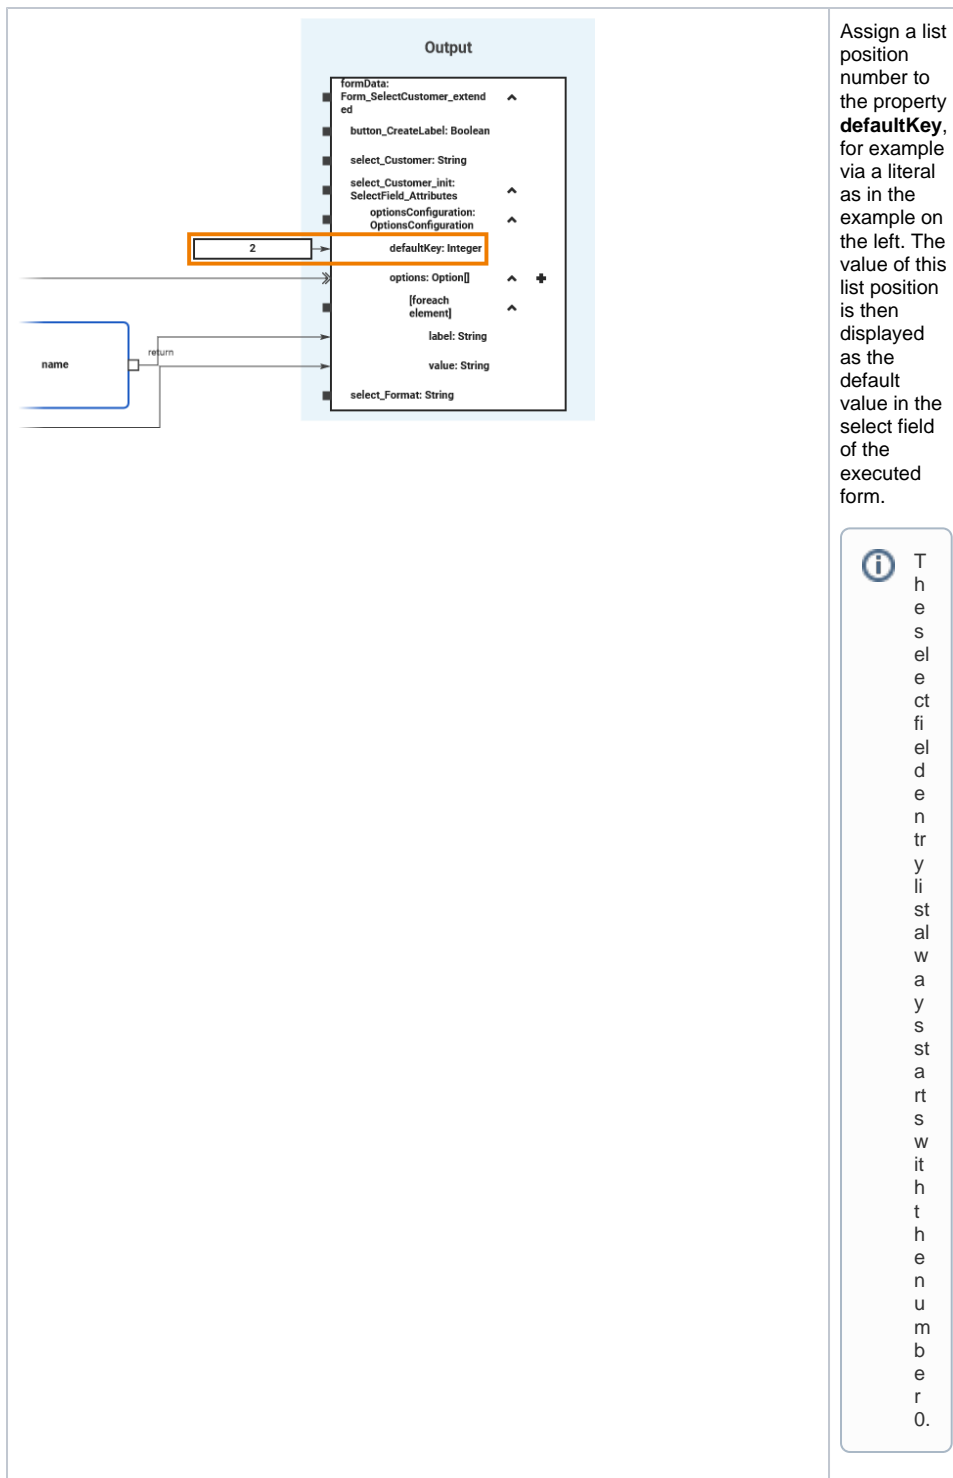 Output
formData:
Form_SelectCustomer_extend
ed
button_CreateLabel: Boolean
select_Customer: String
select_Customer_init:
SelectField_Attributes
optionsConfiguration:
OptionsConfiguration
2
defaultKey: Integer
options: Option[]
[foreach
element]
label: String
return
name
value: String
select_Format: String
Assign a list
position
number to
the property
defaultKey,
for example
via a literal
as in the
example on
the left. The
value of this
list position
is then
displayed
as the
default
value in the
select field
of the
executed
form.
T
h
e
s
el
e
ct
fi
el
d
e
n
tr
y
li
st
al
w
a
y
s
st
a
rt
s
w
it
h
t
h
e
n
u
m
b
e
r
0.